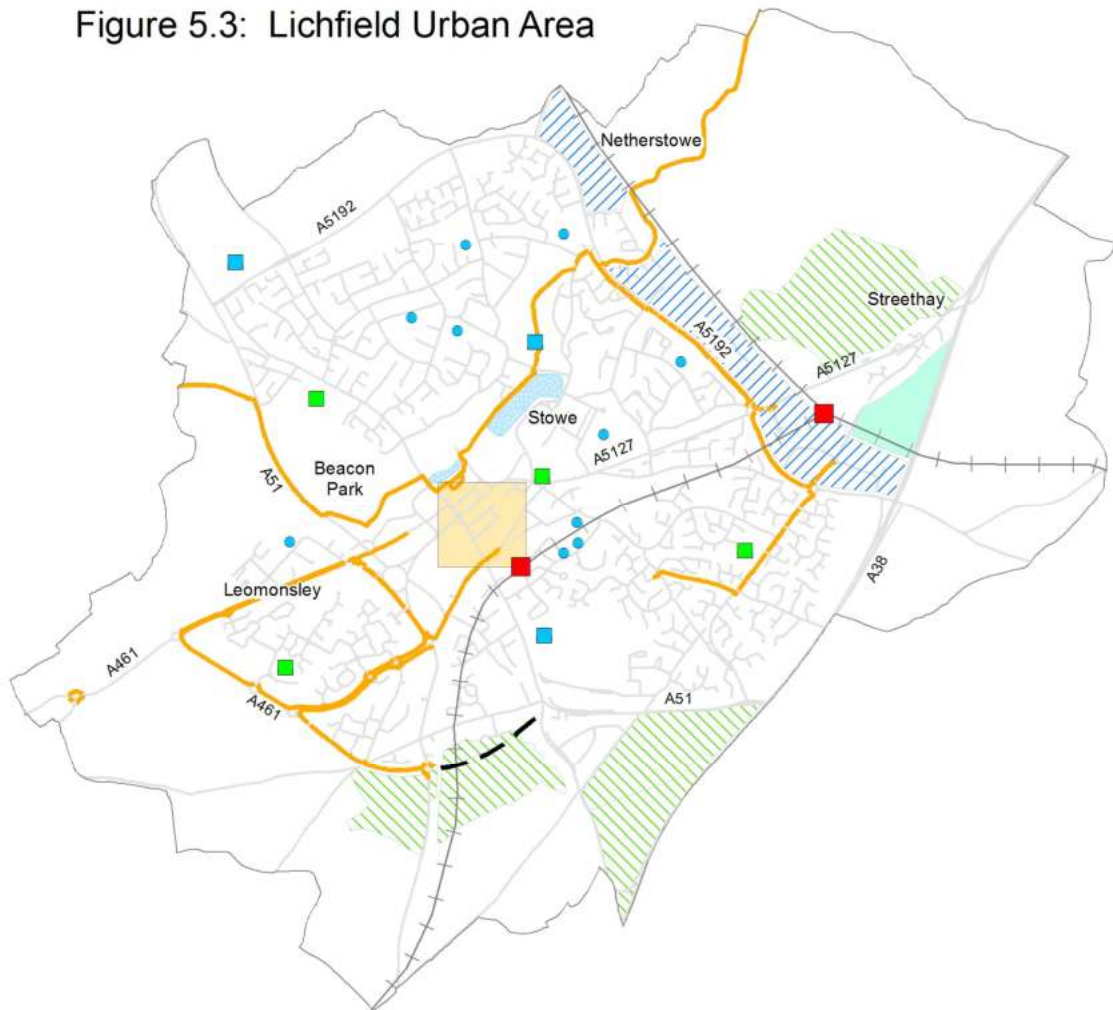 Figure 5.3: Lichfield Urban Area
Netherstowe
A5192
Streethay
A5192
A5127
Stowe
A5127
A51
Beacon
Park
A38
Leomonsley
A461
A461
A51